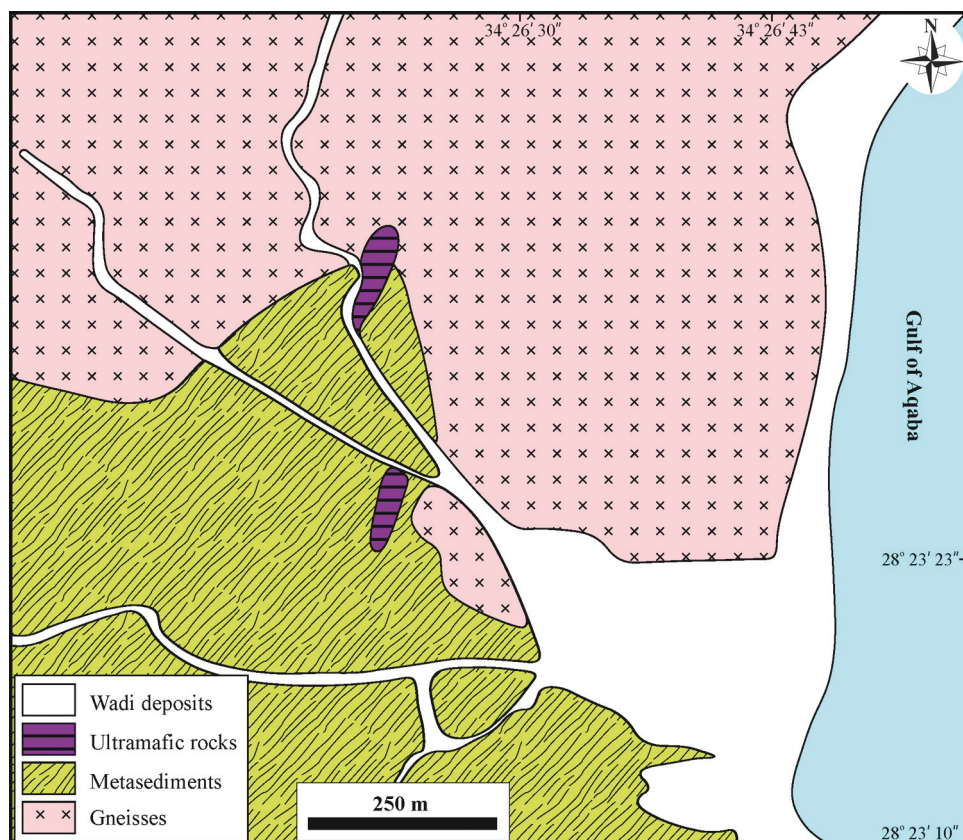 34° 26′ 30″
34° 26′ 43″
N
Gulf of Aqaba
28° 23′ 23″
Wadi deposits
Ultramafic rocks
Metasediments
Gneisses
250 m
28° 23′ 10″